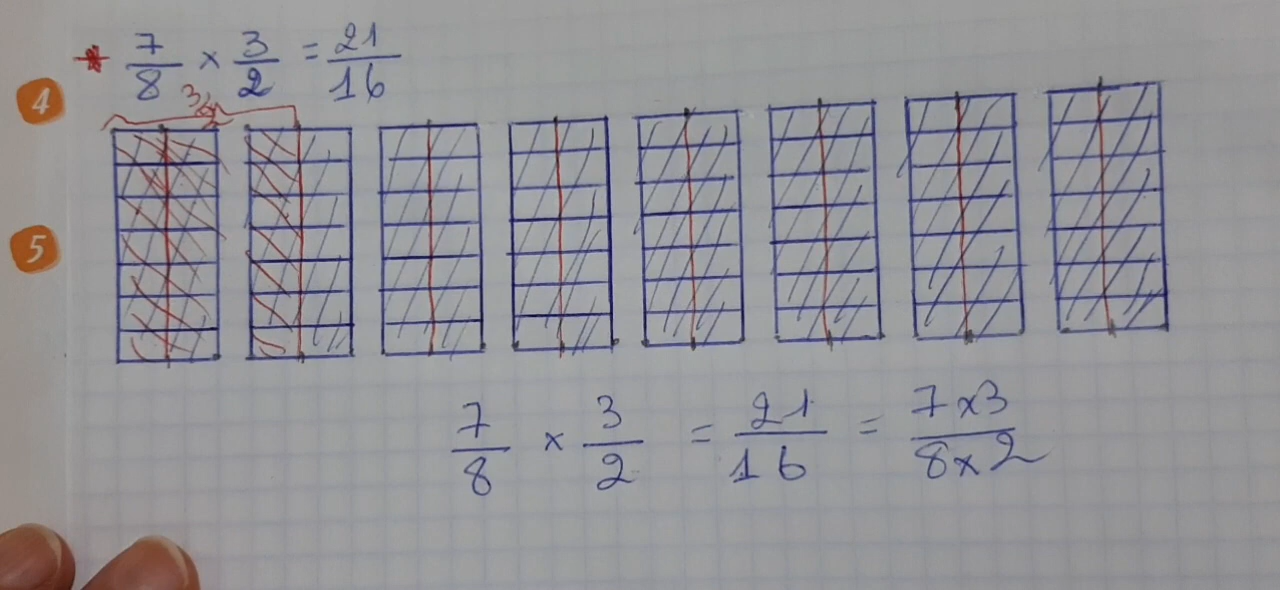 * 7/8 × 3/2 = 21/16
4
3/2
5
7/8 × 3/2 = 21/16 = 7×3/8×2